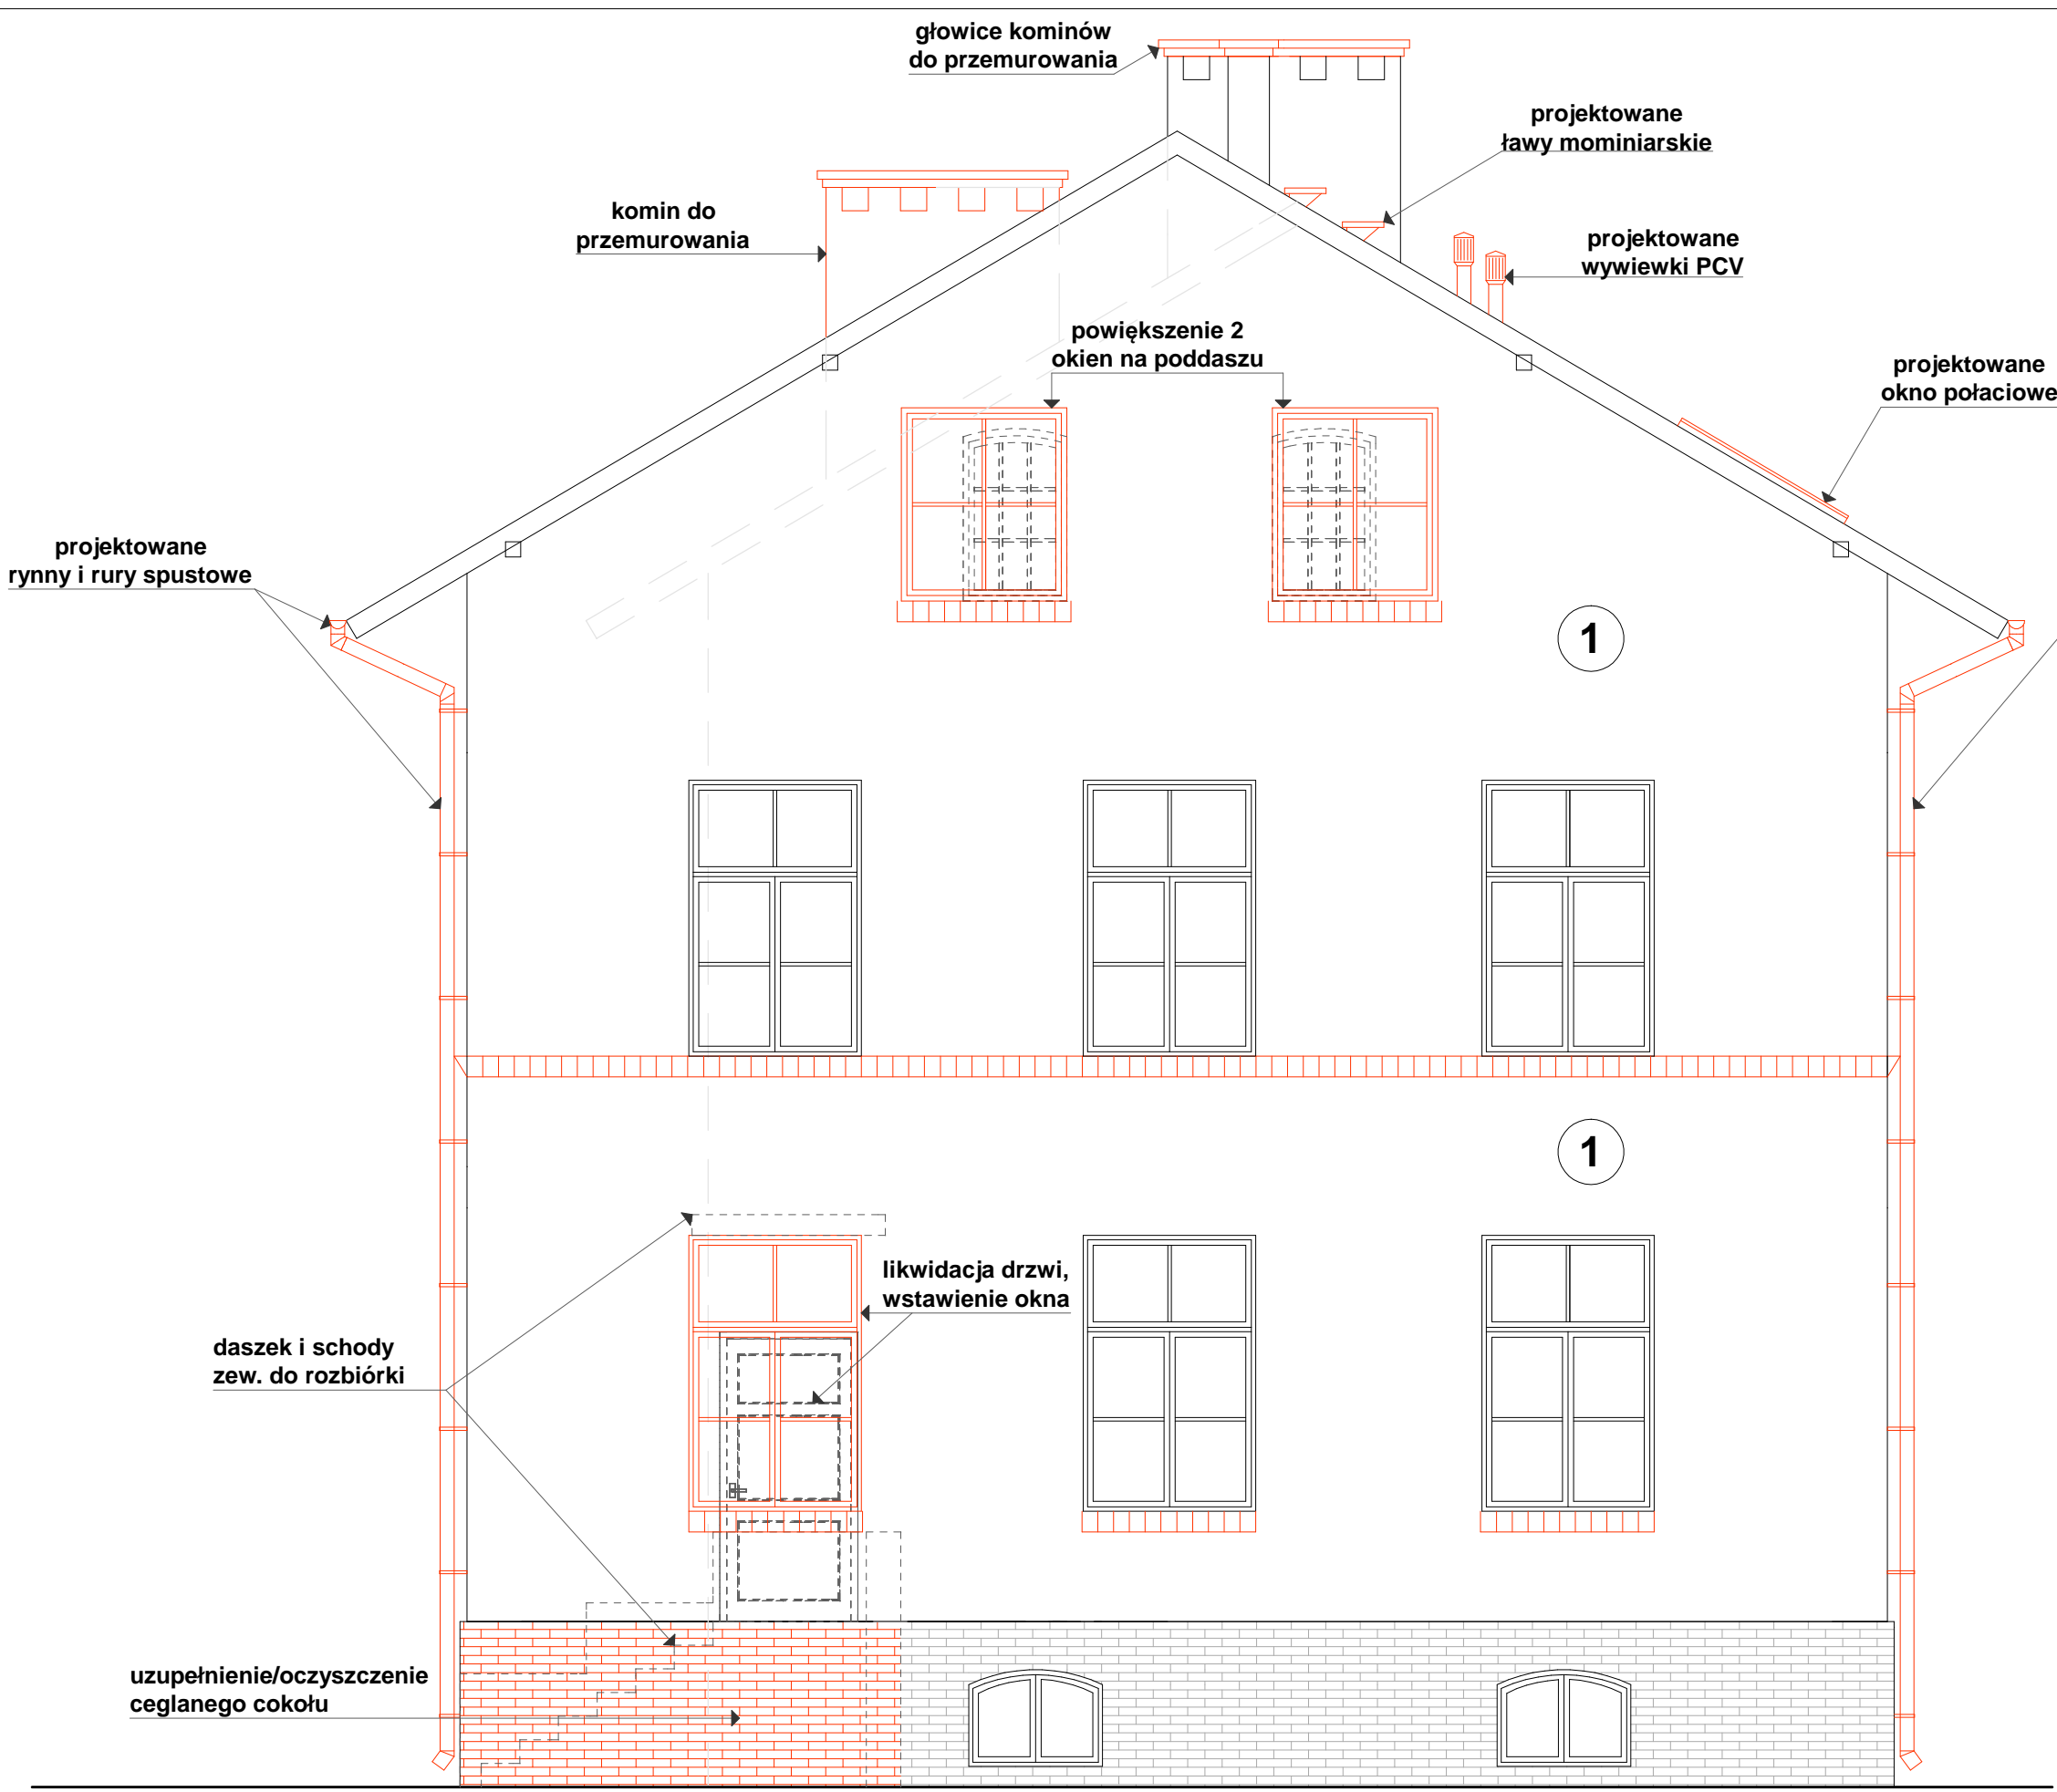 głowice kominów
do przemurowania
projektowane
ławy mominiarskie
komin do
przemurowania
projektowane
wywiewki PCV
powiększenie 2
okien na poddaszu
projektowane
okno połaciowe
projektowane
rynny i rury spustowe
1
1
likwidacja drzwi,
wstawienie okna
daszek i schody
zew. do rozbiórki
uzupełnienie/oczyszczenie
ceglanego cokołu